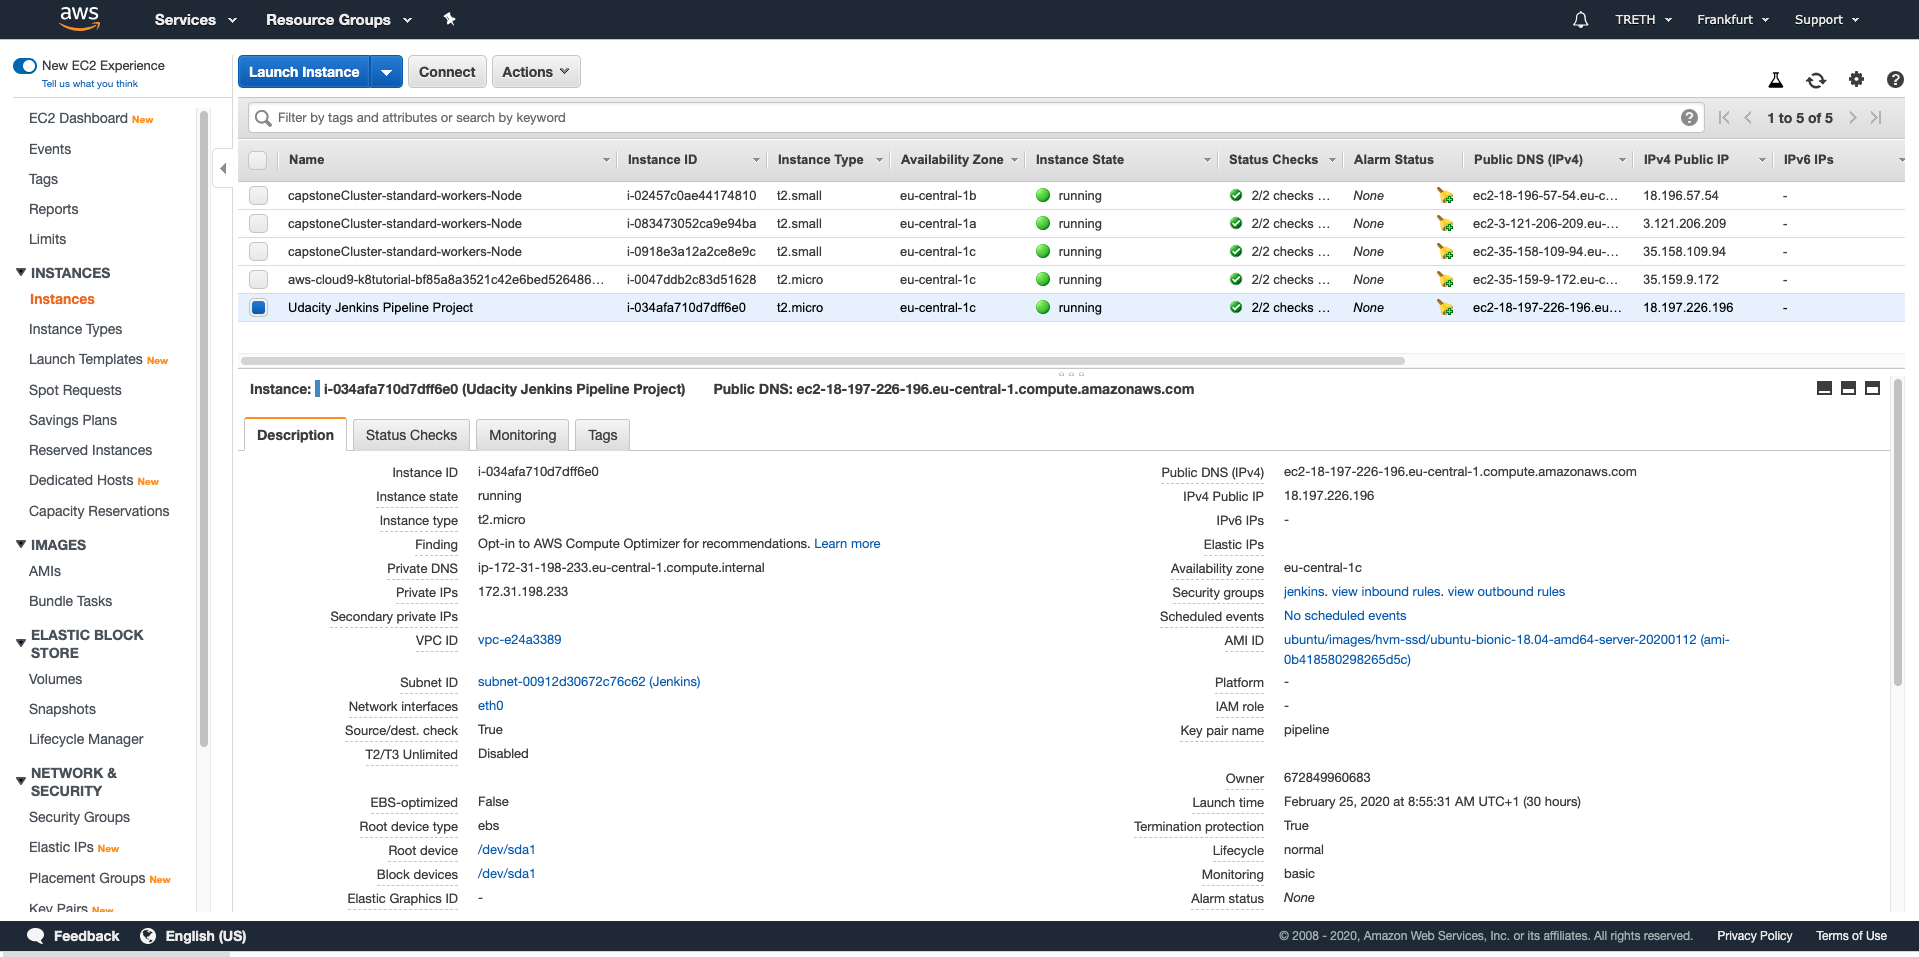 aws Services Resource Groups TRETH Frankfurt Support
New EC2 Experience
Tell us what you think
EC2 Dashboard New
Events
Tags
Reports
Limits
INSTANCES
Instances
Instance Types
Launch Templates New
Spot Requests
Savings Plans
Reserved Instances
Dedicated Hosts New
Capacity Reservations
IMAGES
AMIs
Bundle Tasks
ELASTIC BLOCK
STORE
Volumes
Snapshots
Lifecycle Manager
NETWORK &
SECURITY
Security Groups
Elastic IPs New
Placement Groups New
Key Pairs New
Launch Instance Connect Actions
Filter by tags and attributes or search by keyword 1 to 5 of 5
Name Instance ID Instance Type Availability Zone Instance State Status Checks Alarm Status Public DNS (IPv4) IPv4 Public IP IPv6 IPs
capstoneCluster-standard-workers-Node i-02457c0ae44174810 t2.small eu-central-1b running 2/2 checks ... None ec2-18-196-57-54.eu-c... 18.196.57.54 -
capstoneCluster-standard-workers-Node i-083473052ca9e94ba t2.small eu-central-1a running 2/2 checks ... None ec2-3-121-206-209.eu-... 3.121.206.209 -
capstoneCluster-standard-workers-Node i-0918e3a12a2ce8e9c t2.small eu-central-1c running 2/2 checks ... None ec2-35-158-109-94.eu-... 35.158.109.94 -
aws-cloud9-k8tutorial-bf85a8a3521c42e6bed526486... i-0047ddb2c83d51628 t2.micro eu-central-1c running 2/2 checks ... None ec2-35-159-9-172.eu-c... 35.159.9.172 -
Udacity Jenkins Pipeline Project i-034afa710d7dff6e0 t2.micro eu-central-1c running 2/2 checks ... None ec2-18-197-226-196.eu... 18.197.226.196 -
Instance: i-034afa710d7dff6e0 (Udacity Jenkins Pipeline Project) Public DNS: ec2-18-197-226-196.eu-central-1.compute.amazonaws.com
Description Status Checks Monitoring Tags
Instance ID i-034afa710d7dff6e0
Instance state running
Instance type t2.micro
Finding Opt-in to AWS Compute Optimizer for recommendations. Learn more
Private DNS ip-172-31-198-233.eu-central-1.compute.internal
Private IPs 172.31.198.233
Secondary private IPs
VPC ID vpc-e24a3389
Subnet ID subnet-00912d30672c76c62 (Jenkins)
Network interfaces eth0
Source/dest. check True
T2/T3 Unlimited Disabled
EBS-optimized False
Root device type ebs
Root device /dev/sda1
Block devices /dev/sda1
Elastic Graphics ID -
Public DNS (IPv4) ec2-18-197-226-196.eu-central-1.compute.amazonaws.com
IPv4 Public IP 18.197.226.196
IPv6 IPs -
Elastic IPs
Availability zone eu-central-1c
Security groups jenkins. view inbound rules. view outbound rules
Scheduled events No scheduled events
AMI ID ubuntu/images/hvm-ssd/ubuntu-bionic-18.04-amd64-server-20200112 (ami-
0b418580298265d5c)
Platform -
IAM role -
Key pair name pipeline
Owner 672849960683
Launch time February 25, 2020 at 8:55:31 AM UTC+1 (30 hours)
Termination protection True
Lifecycle normal
Monitoring basic
Alarm status None
Feedback English (US) © 2008 - 2020, Amazon Web Services, Inc. or its affiliates. All rights reserved. Privacy Policy Terms of Use